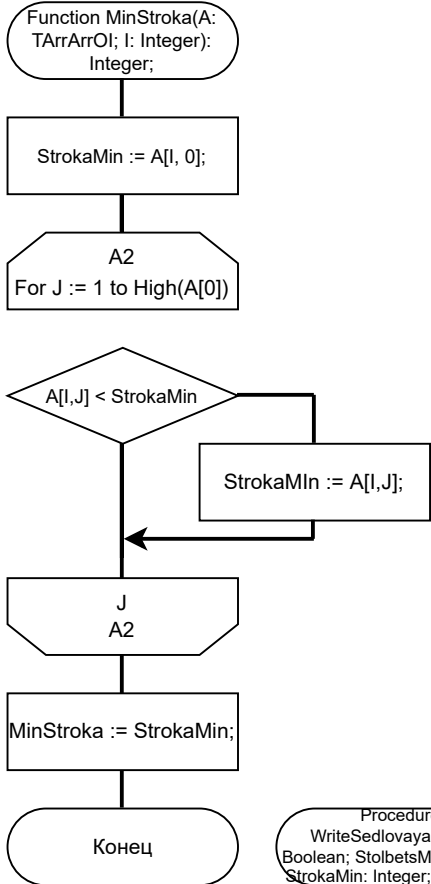 Function MinStroka(A:
TArrArrOI; I: Integer):
Integer;
StrokaMin := A[I, 0];
A2
For J := 1 to High(A[0])
A[I,J] < StrokaMin
StrokaMIn := A[I,J];
J
A2
MinStroka := StrokaMin;
Конец
Procedur
WriteSedlovaya
Boolean; StolbetsM
StrokaMin: Integer;